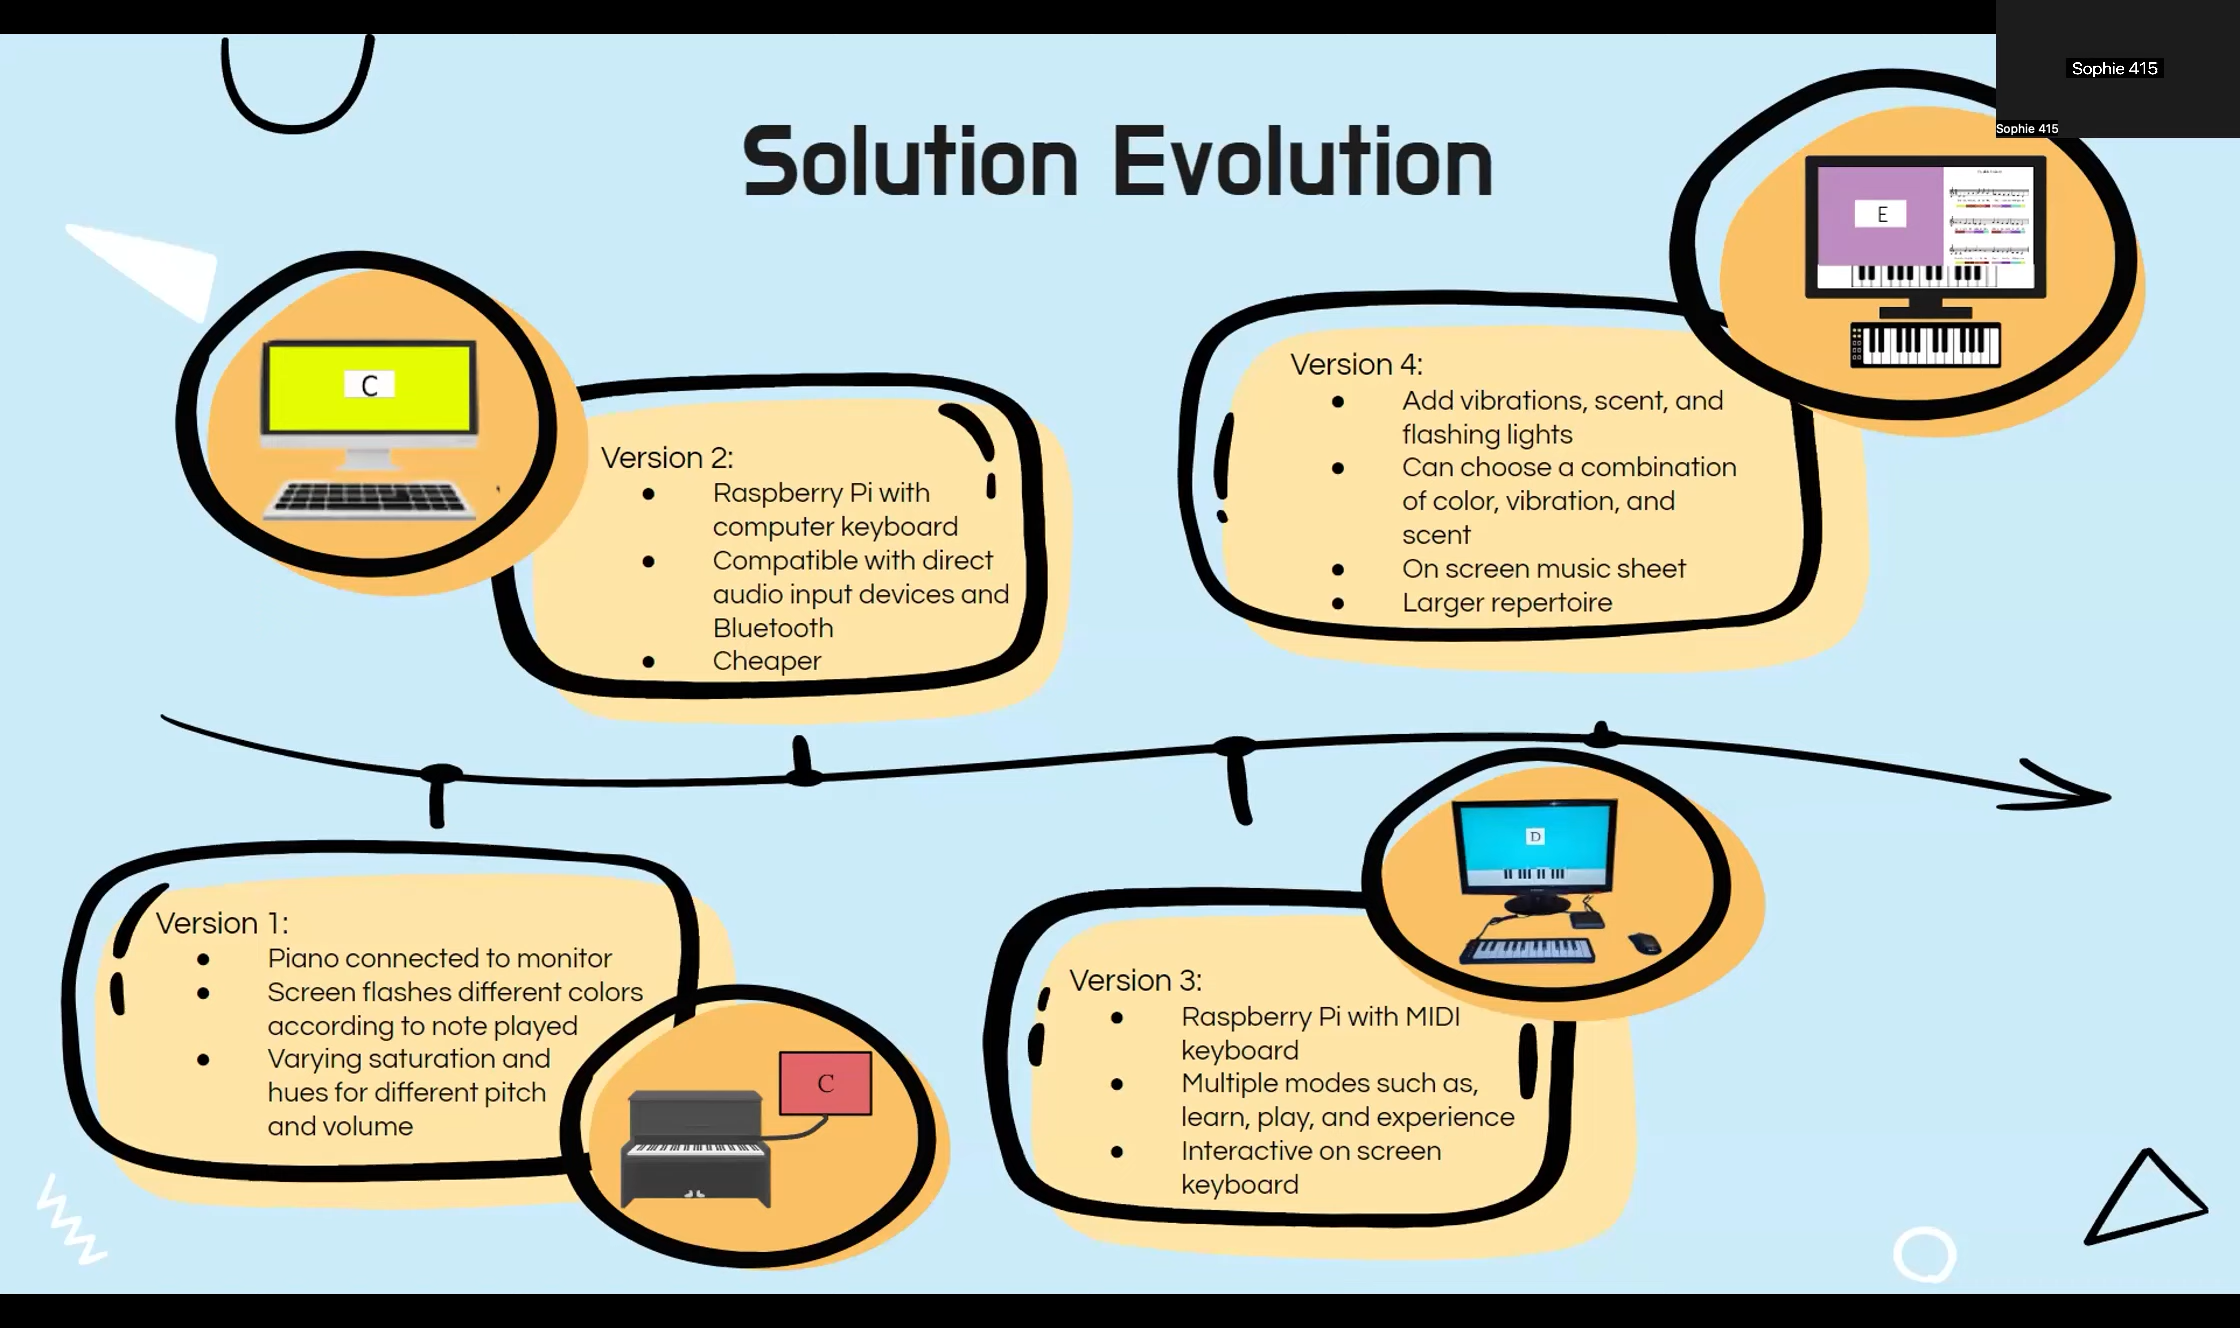 Sophie 415
Sophie 415
Solution Evolution
E
C
Version 4:
● Add vibrations, scent, and
flashing lights
● Can choose a combination
of color, vibration, and
scent
● On screen music sheet
● Larger repertoire
Version 2:
● Raspberry Pi with
computer keyboard
● Compatible with direct
audio input devices and
Bluetooth
● Cheaper
D
Version 1:
● Piano connected to monitor
● Screen flashes different colors
according to note played
● Varying saturation and
hues for different pitch
and volume
C
Version 3:
● Raspberry Pi with MIDI
keyboard
● Multiple modes such as,
learn, play, and experience
● Interactive on screen
keyboard